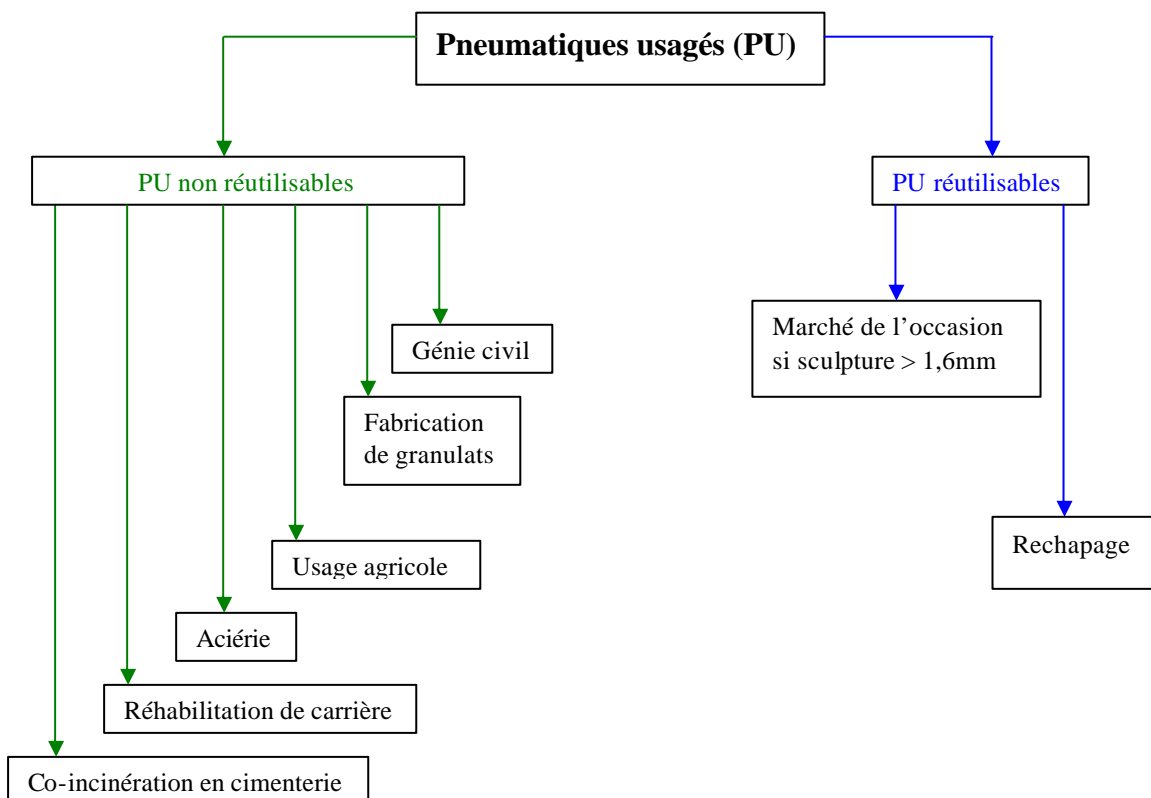 Pneumatiques usagés (PU)
PU non réutilisables
PU réutilisables
Marché de l’occasion
si sculpture > 1,6mm
Génie civil
Fabrication
de granulats
Rechapage
Usage agricole
Aciérie
Réhabilitation de carrière
Co-incinération en cimenterie